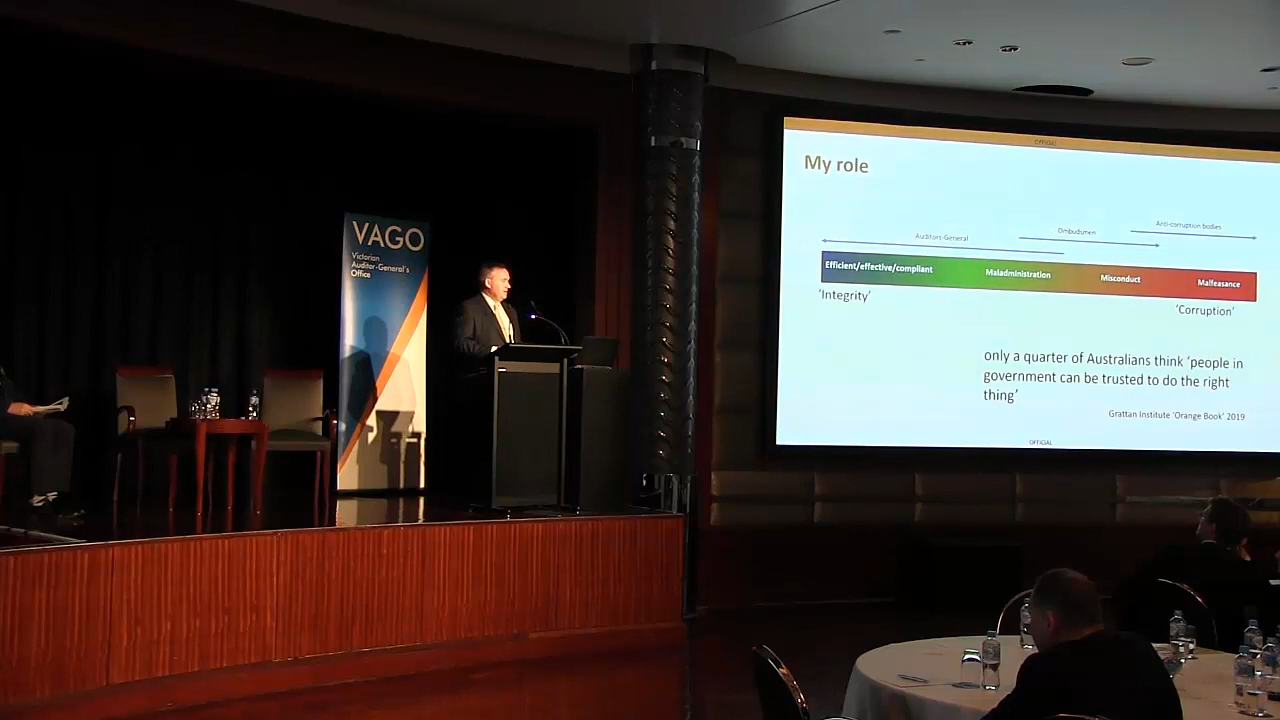 VAGO
Victorian
Auditor-General's
Office
OFFICIAL
My role
Anti-corruption bodies
Ombudsmen
Auditors-General
Efficient/effective/compliant Maladministration Misconduct Malfeasance
'Integrity'
'Corruption'
only a quarter of Australians think 'people in
government can be trusted to do the right
thing'
Grattan Institute 'Orange Book' 2019
OFFICIAL